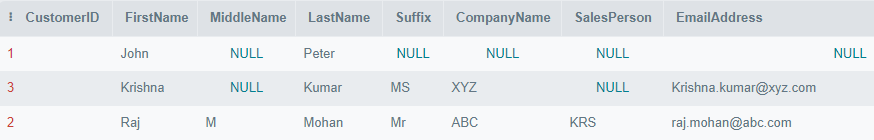 CustomerID FirstName MiddleName LastName Suffix CompanyName SalesPerson EmailAddress
1 John NULL Peter NULL NULL NULL NULL
3 Krishna NULL Kumar MS XYZ NULL Krishna.kumar@xyz.com
2 Raj M Mohan Mr ABC KRS raj.mohan@abc.com